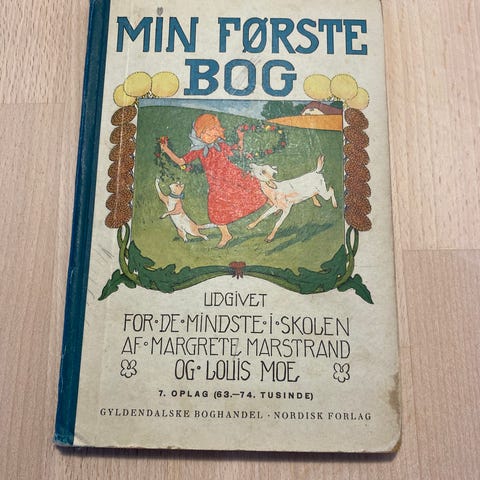 MIN FØRSTE
BOG
UDGIVET
FOR·DE·MINDSTE·I·SKOLEN
AF·MARGRETE MARSTRAND
OG·LOUIS MOE
7. OPLAG (63.—74. TUSINDE)
GYLDENDALSKE BOGHANDEL · NORDISK FORLAG